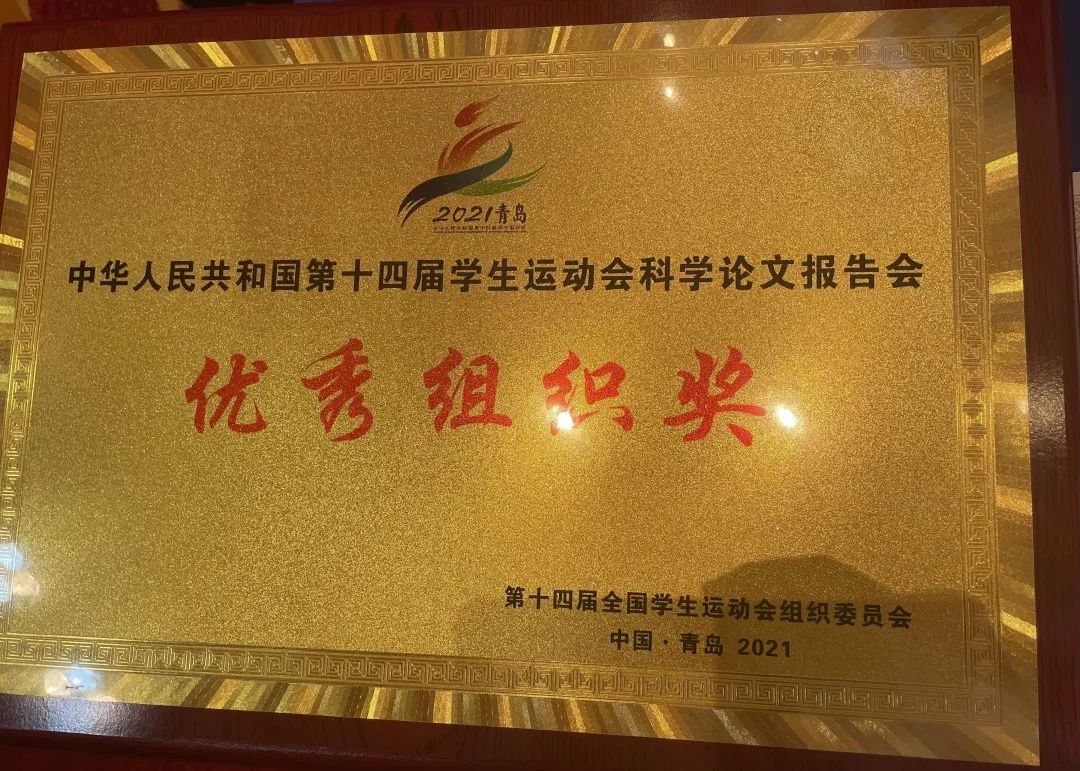 2021青岛
中华人民共和国第十四届学生运动会科学论文报告会
优秀组织奖
第十四届全国学生运动会组织委员会
中国·青岛 2021